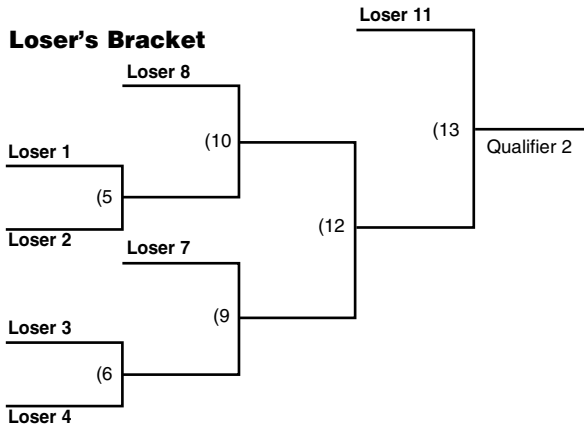 Loser 11
Loser's Bracket
Loser 8
(10
(13
Qualifier 2
Loser 1
(5
(12
Loser 2
Loser 7
(9
Loser 3
(6
Loser 4